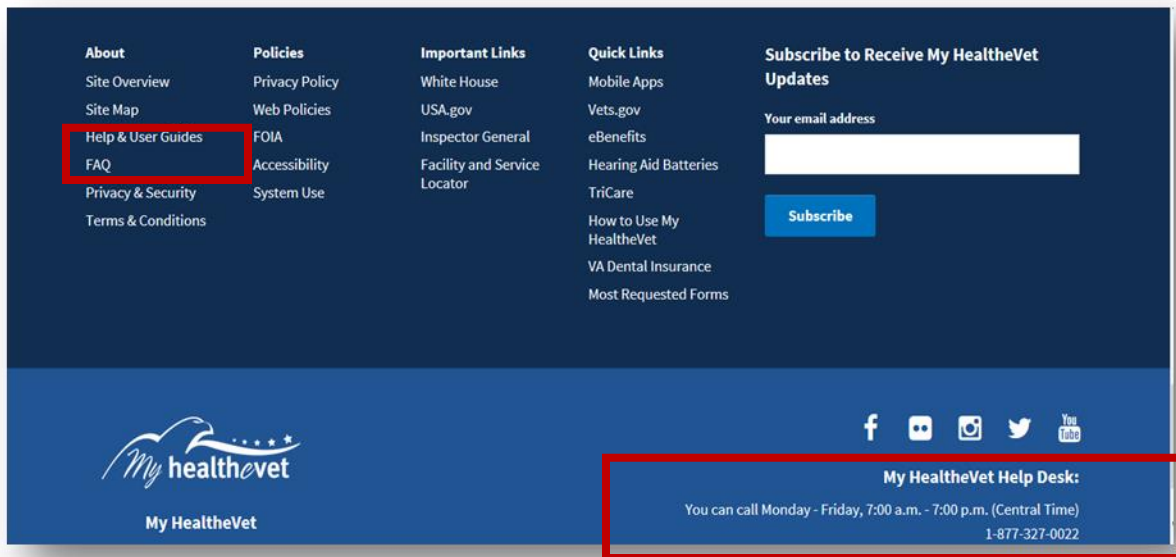 About
Site Overview
Site Map
Help & User Guides
FAQ
Privacy & Security
Terms & Conditions
Policies
Privacy Policy
Web Policies
FOIA
Accessibility
System Use
Important Links
White House
USA.gov
Inspector General
Facility and Service
Locator
Quick Links
Mobile Apps
Vets.gov
eBenefits
Hearing Aid Batteries
TriCare
How to Use My
HealtheVet
VA Dental Insurance
Most Requested Forms
Subscribe to Receive My HealtheVet
Updates
Your email address
Subscribe
My healthevet
My HealtheVet
You
Tube
My HealtheVet Help Desk:
You can call Monday - Friday, 7:00 a.m. - 7:00 p.m. (Central Time)
1-877-327-0022